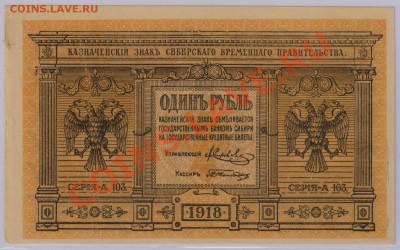 COINS.LAVE.RU
КАЗНАЧЕЙСКІЙ ЗНАКЪ СИБИРСКАГО ВРЕМЕННАГО ПРАВИТЕЛЬСТВА.
ОДИНЪ РУБЛЬ
КАЗНАЧЕЙСКІЙ ЗНАКЪ ОБМѢНИВАЕТСЯ
ГОСУДАРСТВЕННЫМЪ БАНКОМЪ СИБИРИ
НА ГОСУДАРСТВЕННЫЕ КРЕДИТНЫЕ БИЛЕТЫ.
Управляющій
Кассиръ
СЕРІЯ-А 103.
СЕРІЯ-А 103.
1918
COINS.LAVE.RU